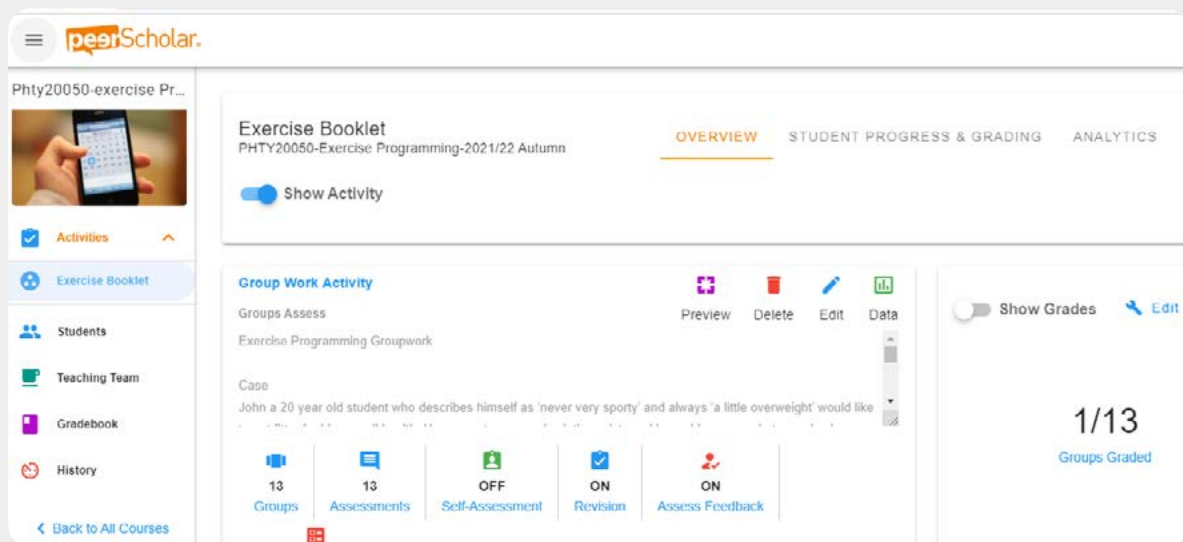 peerScholar.
Phty20050-exercise Pr...
Activities
Exercise Booklet
Students
Teaching Team
Gradebook
History
Back to All Courses
Exercise Booklet
PHTY20050-Exercise Programming-2021/22 Autumn
OVERVIEW STUDENT PROGRESS & GRADING ANALYTICS
Show Activity
Group Work Activity
Groups Assess
Preview Delete Edit Data
Exercise Programming Groupwork
Case
John a 20 year old student who describes himself as 'never very sporty' and always 'a little overweight' would like
13 13 OFF ON ON
Groups Assessments Self-Assessment Revision Assess Feedback
Show Grades Edit
1/13
Groups Graded